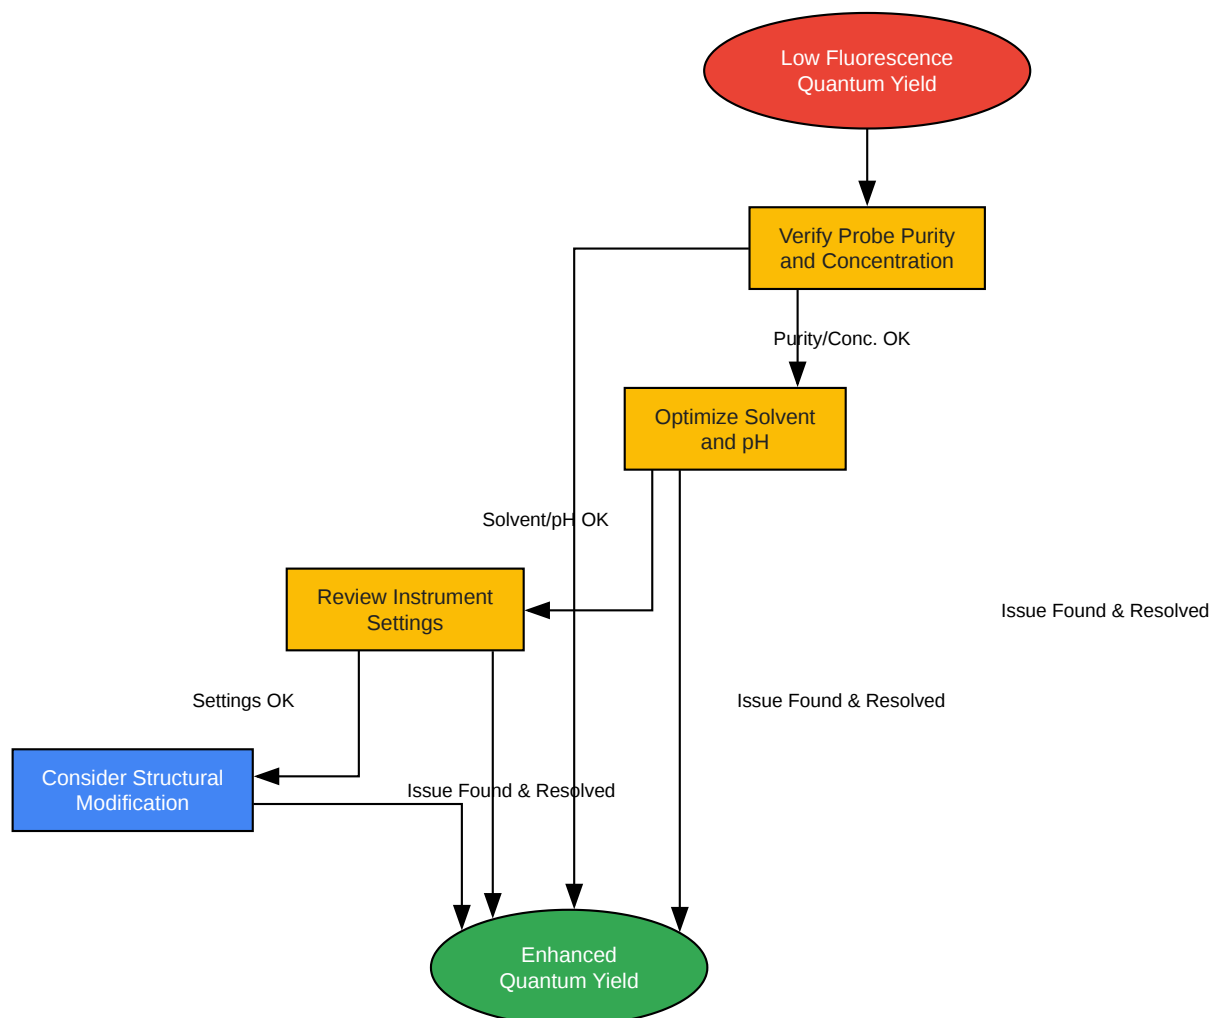 Low Fluorescence
Quantum Yield
Verify Probe Purity
and Concentration
Purity/Conc. OK
Optimize Solvent
and pH
Solvent/pH OK
Review Instrument
Settings
Issue Found & Resolved
Settings OK
Issue Found & Resolved
Consider Structural
Modification
Issue Found & Resolved
Enhanced
Quantum Yield